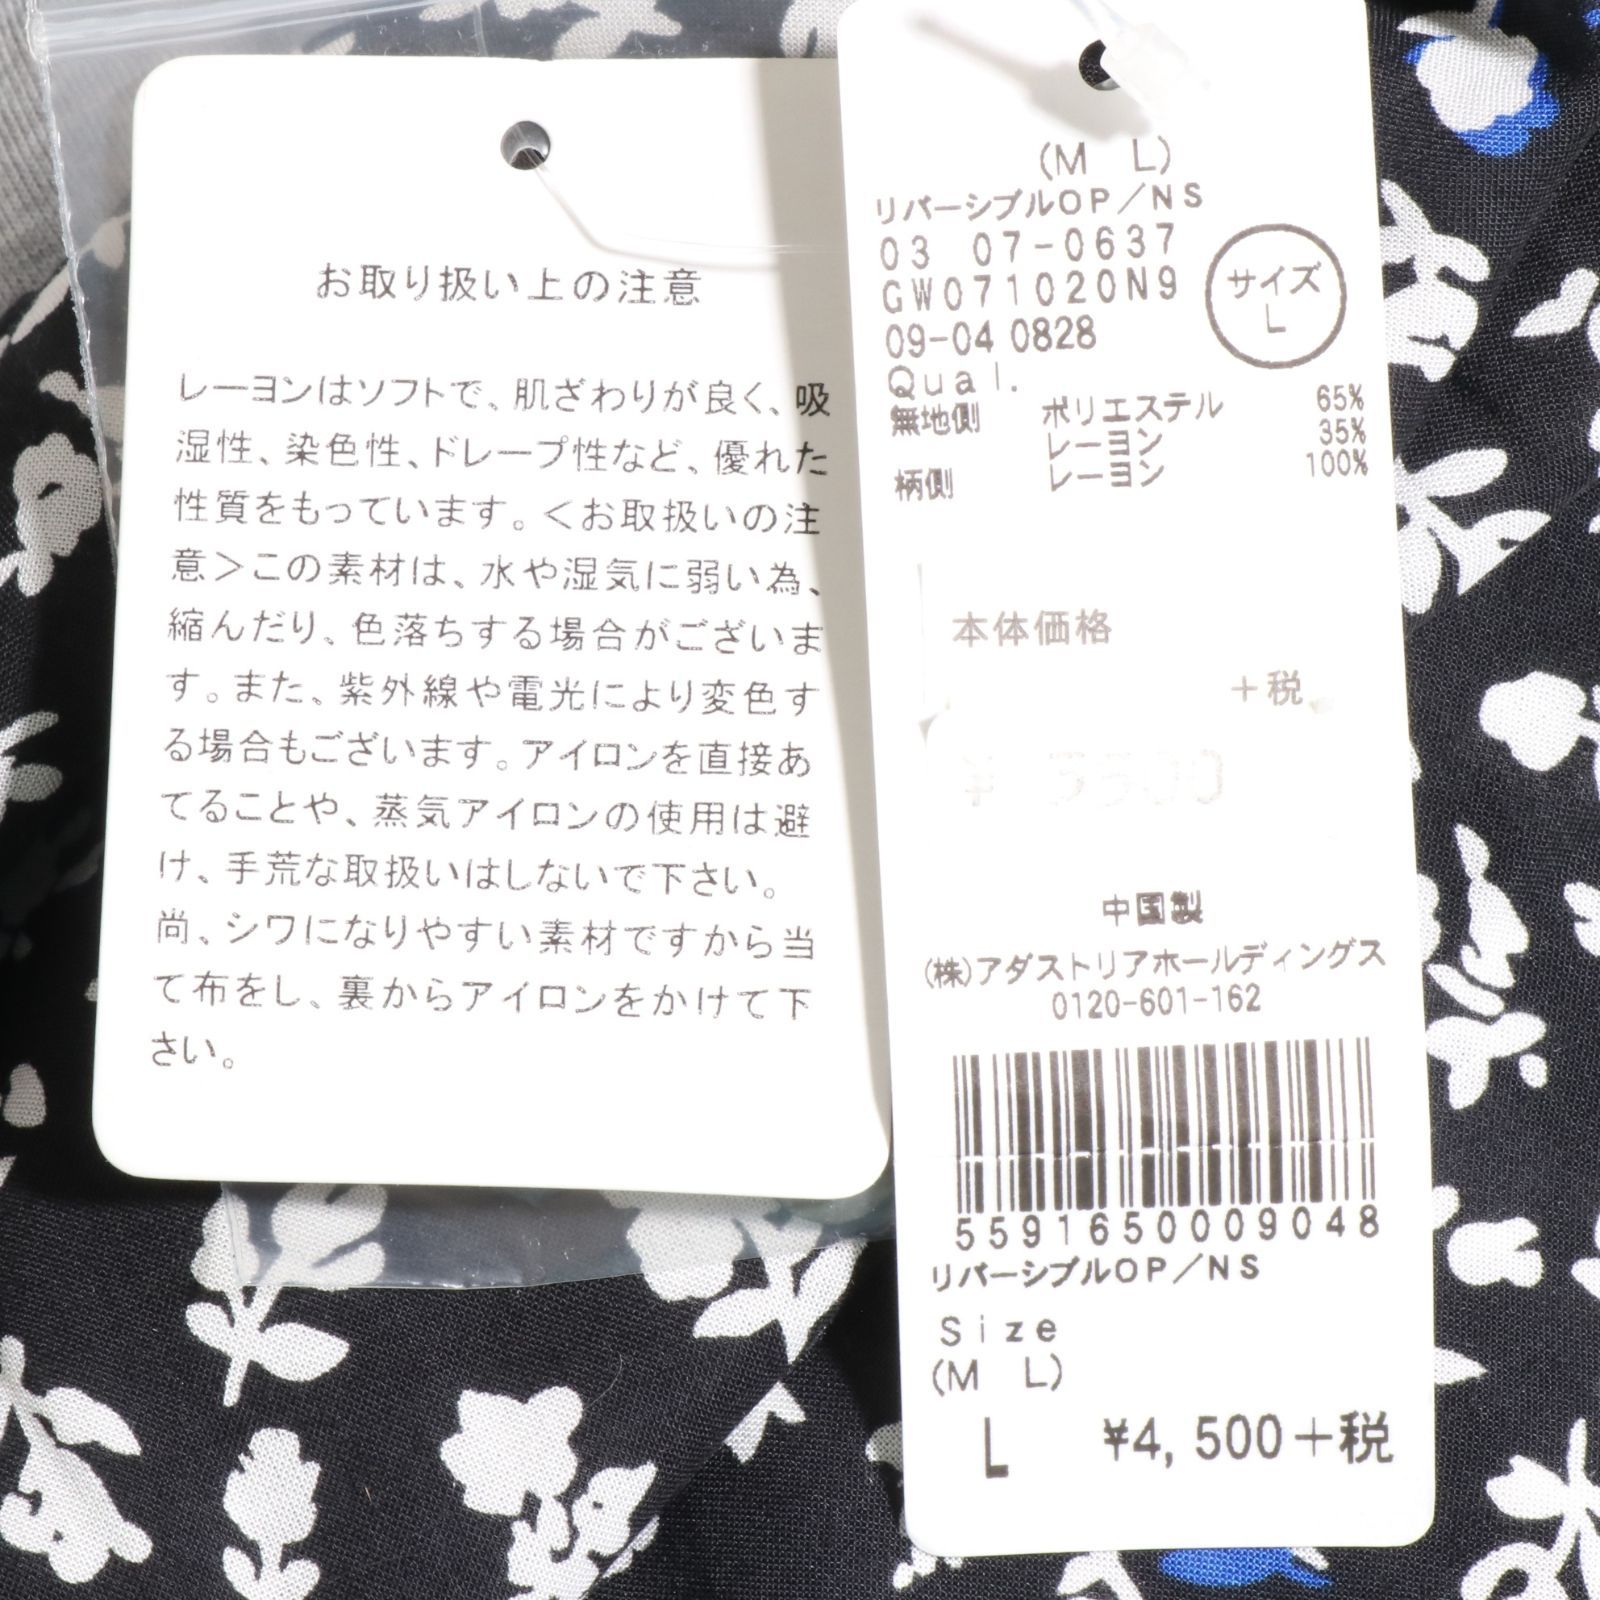 お取り扱い上の注意
レーヨンはソフトで、肌ざわりが良く、吸
湿性、染色性、ドレープ性など、優れた
性質をもっています。<お取扱いの注
意>この素材は、水や湿気に弱い為、
縮んだり、色落ちする場合がございま
す。また、紫外線や電光により変色す
る場合もございます。アイロンを直接あ
てることや、蒸気アイロンの使用は避
け、手荒な取扱いはしないで下さい。
尚、シワになりやすい素材ですから当
て布をし、裏からアイロンをかけて下
さい。
(M L)
リバーシブルOP/NS
03 07-0637
GW071020N9
09-04 0828
サイズ
L
Qual.
無地側 ポリエステル 65%
レーヨン 35%
柄側 レーヨン 100%
本体価格
+税
中国製
(株)アダストリアホールディングス
0120-601-162
5591650009048
リバーシブルOP/NS
Size
(M L)
L ¥4,500+税